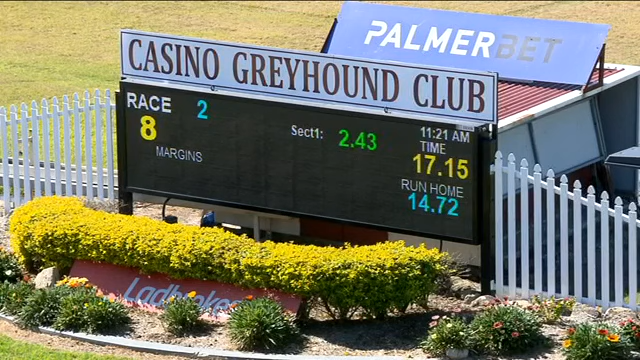 PALMERBET
CASINO GREYHOUND CLUB
RACE 2
8
MARGINS
Sect1: 2.43
11:21 AM
TIME
17.15
RUN HOME
14.72
Ladbrokes